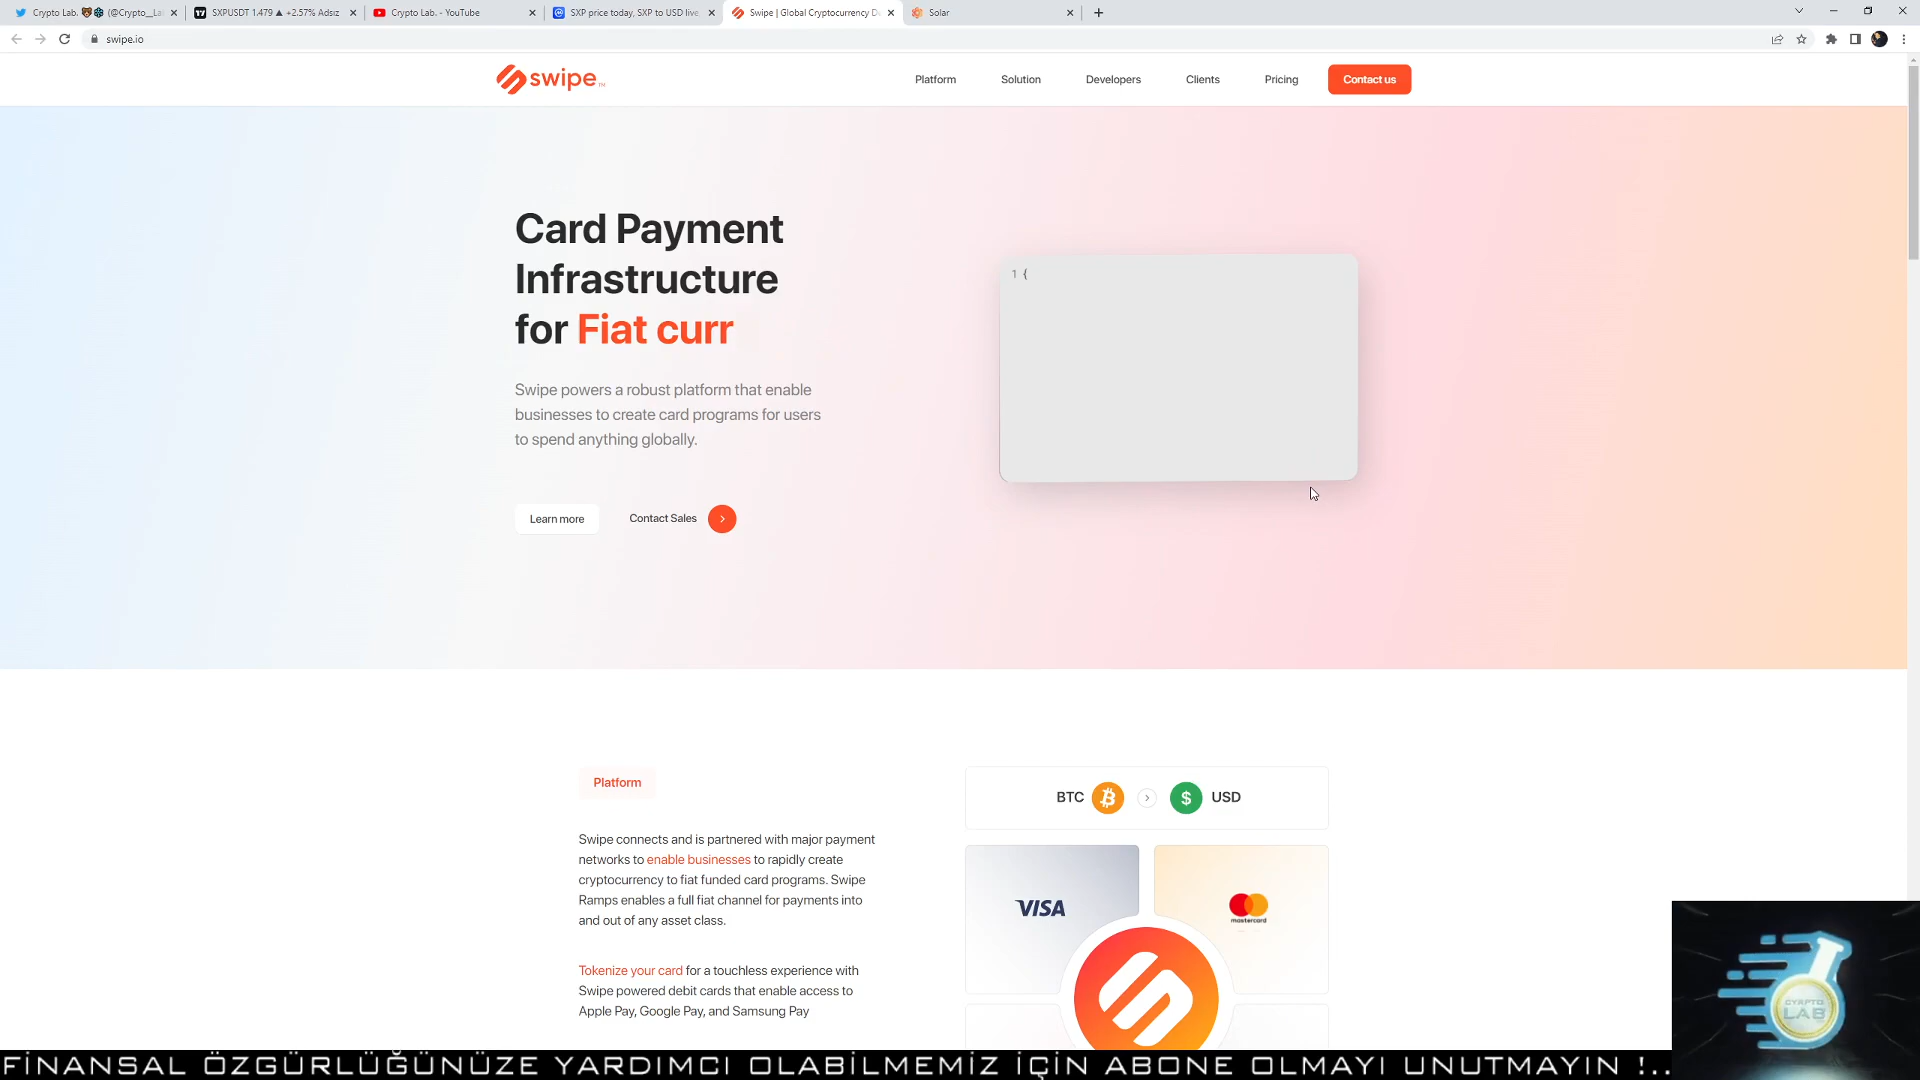 Crypto Lab. 🐻 (@Crypto__La
SXPUSDT 1.479 ▲ +2.57% Adsız
Crypto Lab. - YouTube
SXP price today, SXP to USD live
Swipe | Global Cryptocurrency De
Solar
swipe.io
swipe™
Platform
Solution
Developers
Clients
Pricing
Contact us
Card Payment
Infrastructure
for Fiat curr
1 {
Swipe powers a robust platform that enable
businesses to create card programs for users
to spend anything globally.
Learn more
Contact Sales
Platform
BTC
USD
Swipe connects and is partnered with major payment
networks to enable businesses to rapidly create
cryptocurrency to fiat funded card programs. Swipe
Ramps enables a full fiat channel for payments into
and out of any asset class.
VISA
mastercard
Tokenize your card for a touchless experience with
Swipe powered debit cards that enable access to
Apple Pay, Google Pay, and Samsung Pay
CYRPTO
LAB
FİNANSAL ÖZGÜRLÜĞÜNÜZE YARDIMCI OLABİLMEMİZ İÇİN ABONE OLMAYI UNUTMAYIN !..